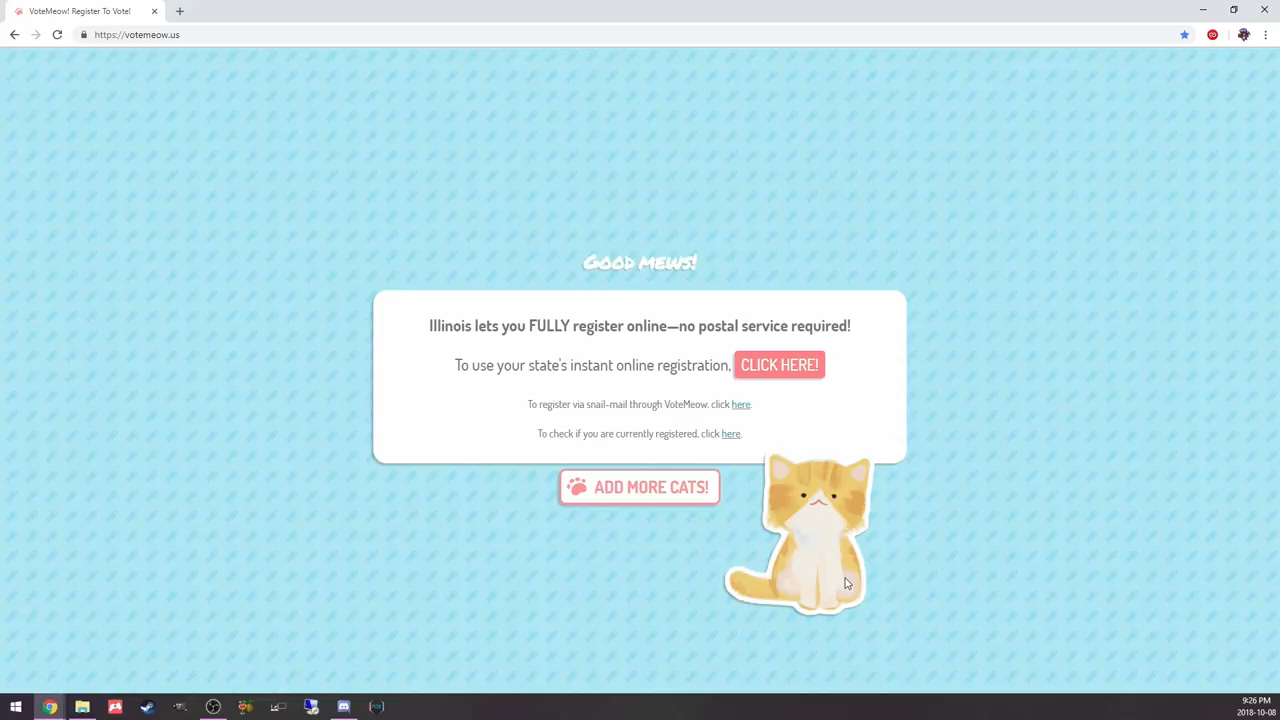 VoteMeow! Register To Vote!
https://votemeow.us
GOOD MEWS!
Illinois lets you FULLY register online—no postal service required!
To use your state's instant online registration, CLICK HERE!
To register via snail-mail through VoteMeow, click here.
To check if you are currently registered, click here.
ADD MORE CATS!
9:26 PM
2018-10-08